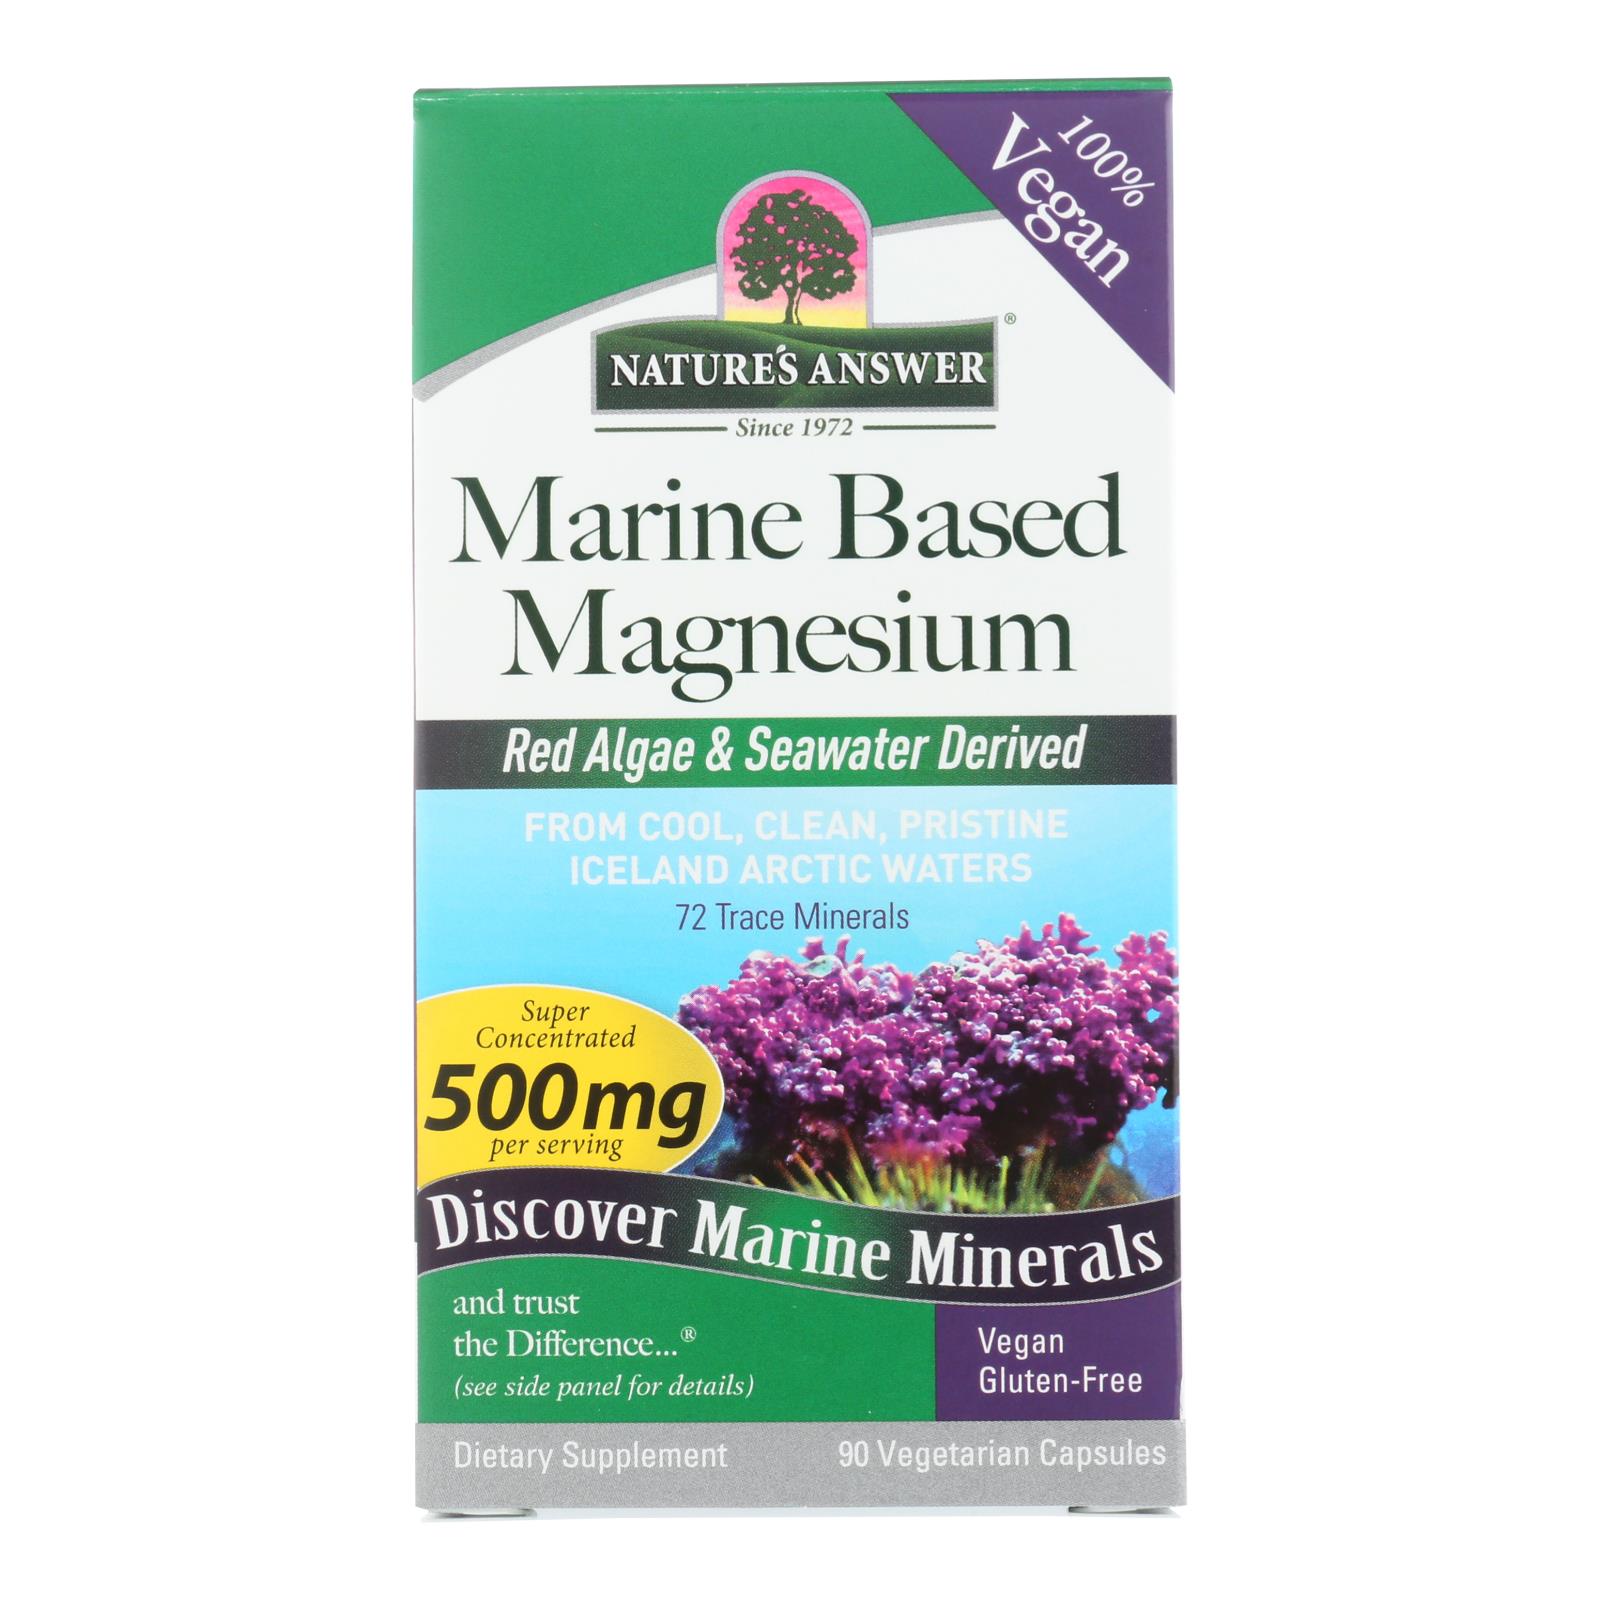 100%
Vegan
NATURE'S ANSWER®
Since 1972
Marine Based
Magnesium
Red Algae & Seawater Derived
FROM COOL, CLEAN, PRISTINE
ICELAND ARCTIC WATERS
72 Trace Minerals
Super
Concentrated
500mg
per serving
Discover Marine Minerals
and trust
the Difference...®
(see side panel for details)
Vegan
Gluten-Free
Dietary Supplement
90 Vegetarian Capsules